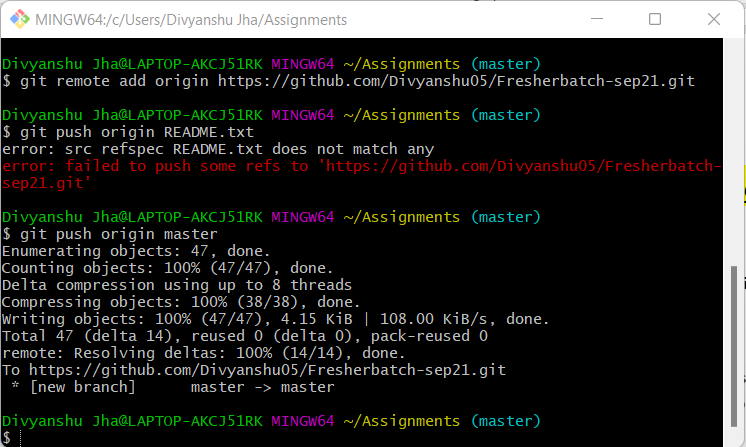 MINGW64:/c/Users/Divyanshu Jha/Assignments
Divyanshu Jha@LAPTOP-AKCJ51RK MINGW64 ~/Assignments (master)
$ git remote add origin https://github.com/Divyanshu05/Fresherbatch-sep21.git
Divyanshu Jha@LAPTOP-AKCJ51RK MINGW64 ~/Assignments (master)
$ git push origin README.txt
error: src refspec README.txt does not match any
error: failed to push some refs to 'https://github.com/Divyanshu05/Fresherbatch-
sep21.git'
Divyanshu Jha@LAPTOP-AKCJ51RK MINGW64 ~/Assignments (master)
$ git push origin master
Enumerating objects: 47, done.
Counting objects: 100% (47/47), done.
Delta compression using up to 8 threads
Compressing objects: 100% (38/38), done.
Writing objects: 100% (47/47), 4.15 KiB | 108.00 KiB/s, done.
Total 47 (delta 14), reused 0 (delta 0), pack-reused 0
remote: Resolving deltas: 100% (14/14), done.
To https://github.com/Divyanshu05/Fresherbatch-sep21.git
 * [new branch]      master -> master
Divyanshu Jha@LAPTOP-AKCJ51RK MINGW64 ~/Assignments (master)
$